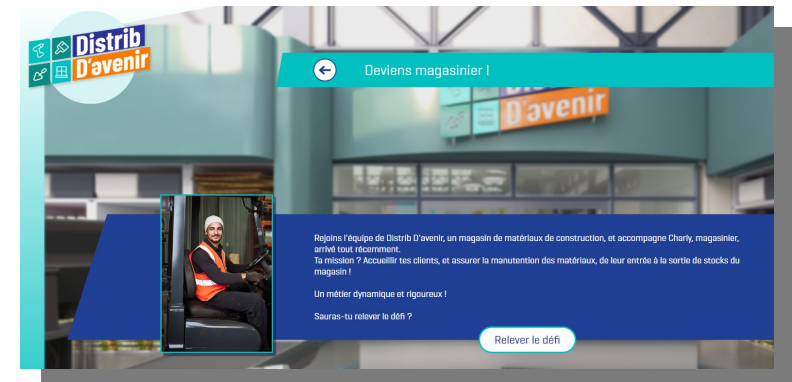 Distrib
D'avenir
Deviens magasinier !
D'avenir
Rejoins l'équipe de Distrib D'avenir, un magasin de matériaux de construction, et accompagne Charly, magasinier,
arrivé tout récemment.
Ta mission ? Accueillir tes clients, et assurer la manutention des matériaux, de leur entrée à la sortie de stocks du
magasin !
Un métier dynamique et rigoureux !
Sauras-tu relever le défi ?
Relever le défi